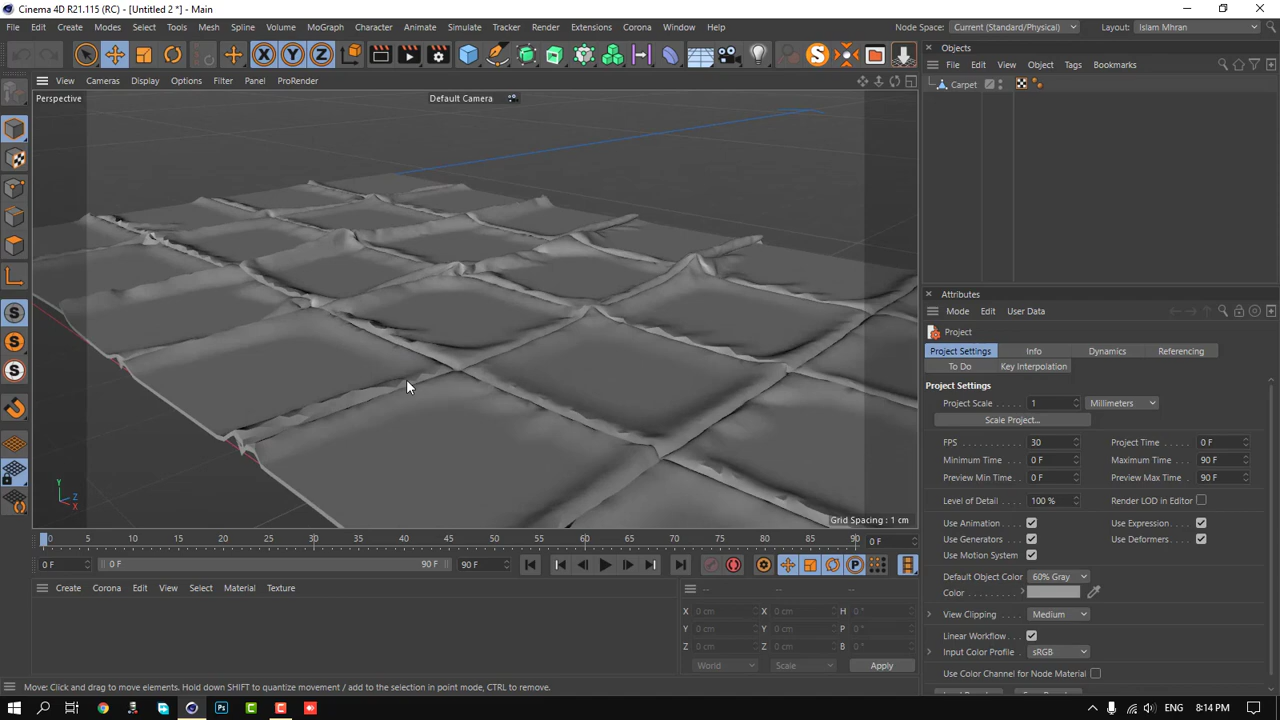 Cinema 4D R21.115 (RC) - [Untitled 2 *] - Main
File Edit Create Modes Select Tools Mesh Spline Volume MoGraph Character Animate Simulate Tracker Render Extensions Corona Window Help
Node Space: Current (Standard/Physical) Layout: Islam Mhran
X Y Z
View Cameras Display Options Filter Panel ProRender
Perspective
Default Camera
Y
Z
X
Grid Spacing : 1 cm
0 5 10 15 20 25 30 35 40 45 50 55 60 65 70 75 80 85 90
0 F
0 F 0 F 90 F 90 F
Create Corona Edit View Select Material Texture
-- -- --
X 0 cm X 0 cm H 0 °
Y 0 cm Y 0 cm P 0 °
Z 0 cm Z 0 cm B 0 °
World Scale Apply
Move: Click and drag to move elements. Hold down SHIFT to quantize movement / add to the selection in point mode, CTRL to remove.
Objects
File Edit View Object Tags Bookmarks
Carpet
Attributes
Mode Edit User Data
Project
Project Settings Info Dynamics Referencing
To Do Key Interpolation
Project Settings
Project Scale 1 Millimeters
Scale Project...
FPS 30 Project Time 0 F
Minimum Time 0 F Maximum Time 90 F
Preview Min Time 0 F Preview Max Time 90 F
Level of Detail 100 % Render LOD in Editor
Use Animation Use Expression
Use Generators Use Deformers
Use Motion System
Default Object Color 60% Gray
Color
View Clipping Medium
Linear Workflow
Input Color Profile sRGB
Use Color Channel for Node Material
ENG 8:14 PM